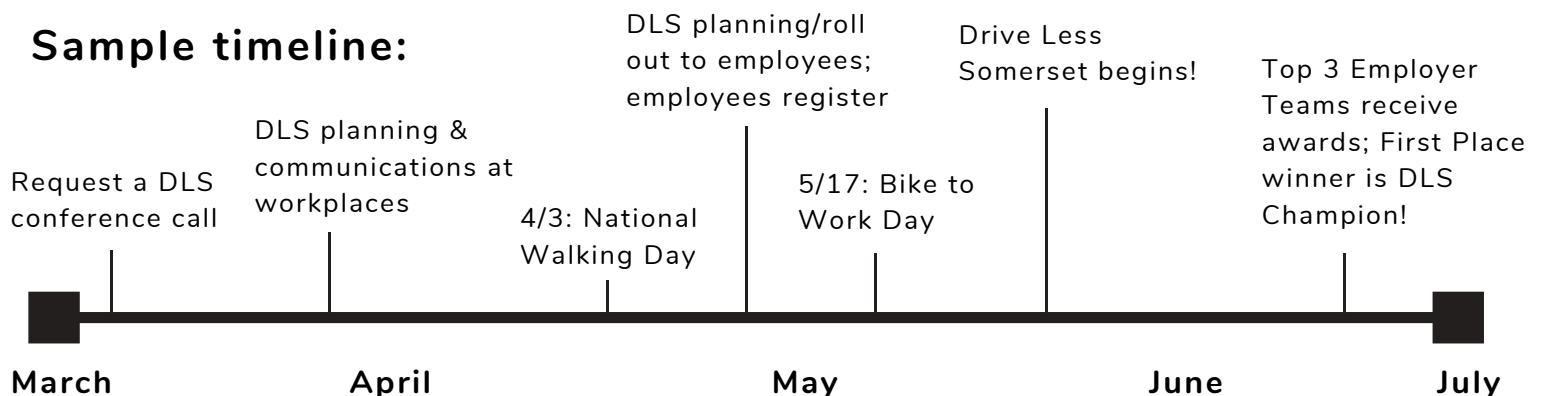 Sample timeline:
Request a DLS
conference call
DLS planning &
communications at
workplaces
4/3: National
Walking Day
DLS planning/roll
out to employees;
employees register
5/17: Bike to
Work Day
Drive Less
Somerset begins!
Top 3 Employer
Teams receive
awards; First Place
winner is DLS
Champion!
March
April
May
June
July